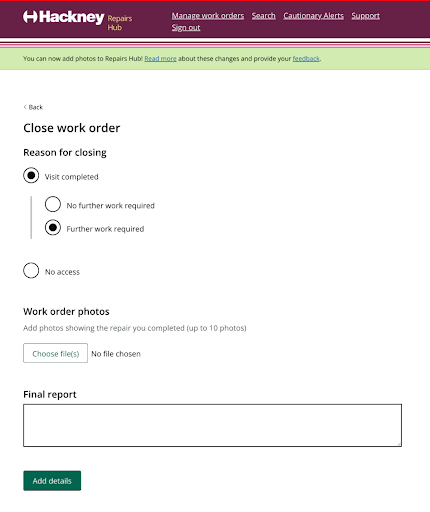 Hackney Repairs Hub
Manage work orders Search Cautionary Alerts Support
Sign out
You can now add photos to Repairs Hub! Read more about these changes and provide your feedback.
< Back
Close work order
Reason for closing
Visit completed
No further work required
Further work required
No access
Work order photos
Add photos showing the repair you completed (up to 10 photos)
Choose file(s) No file chosen
Final report
Add details